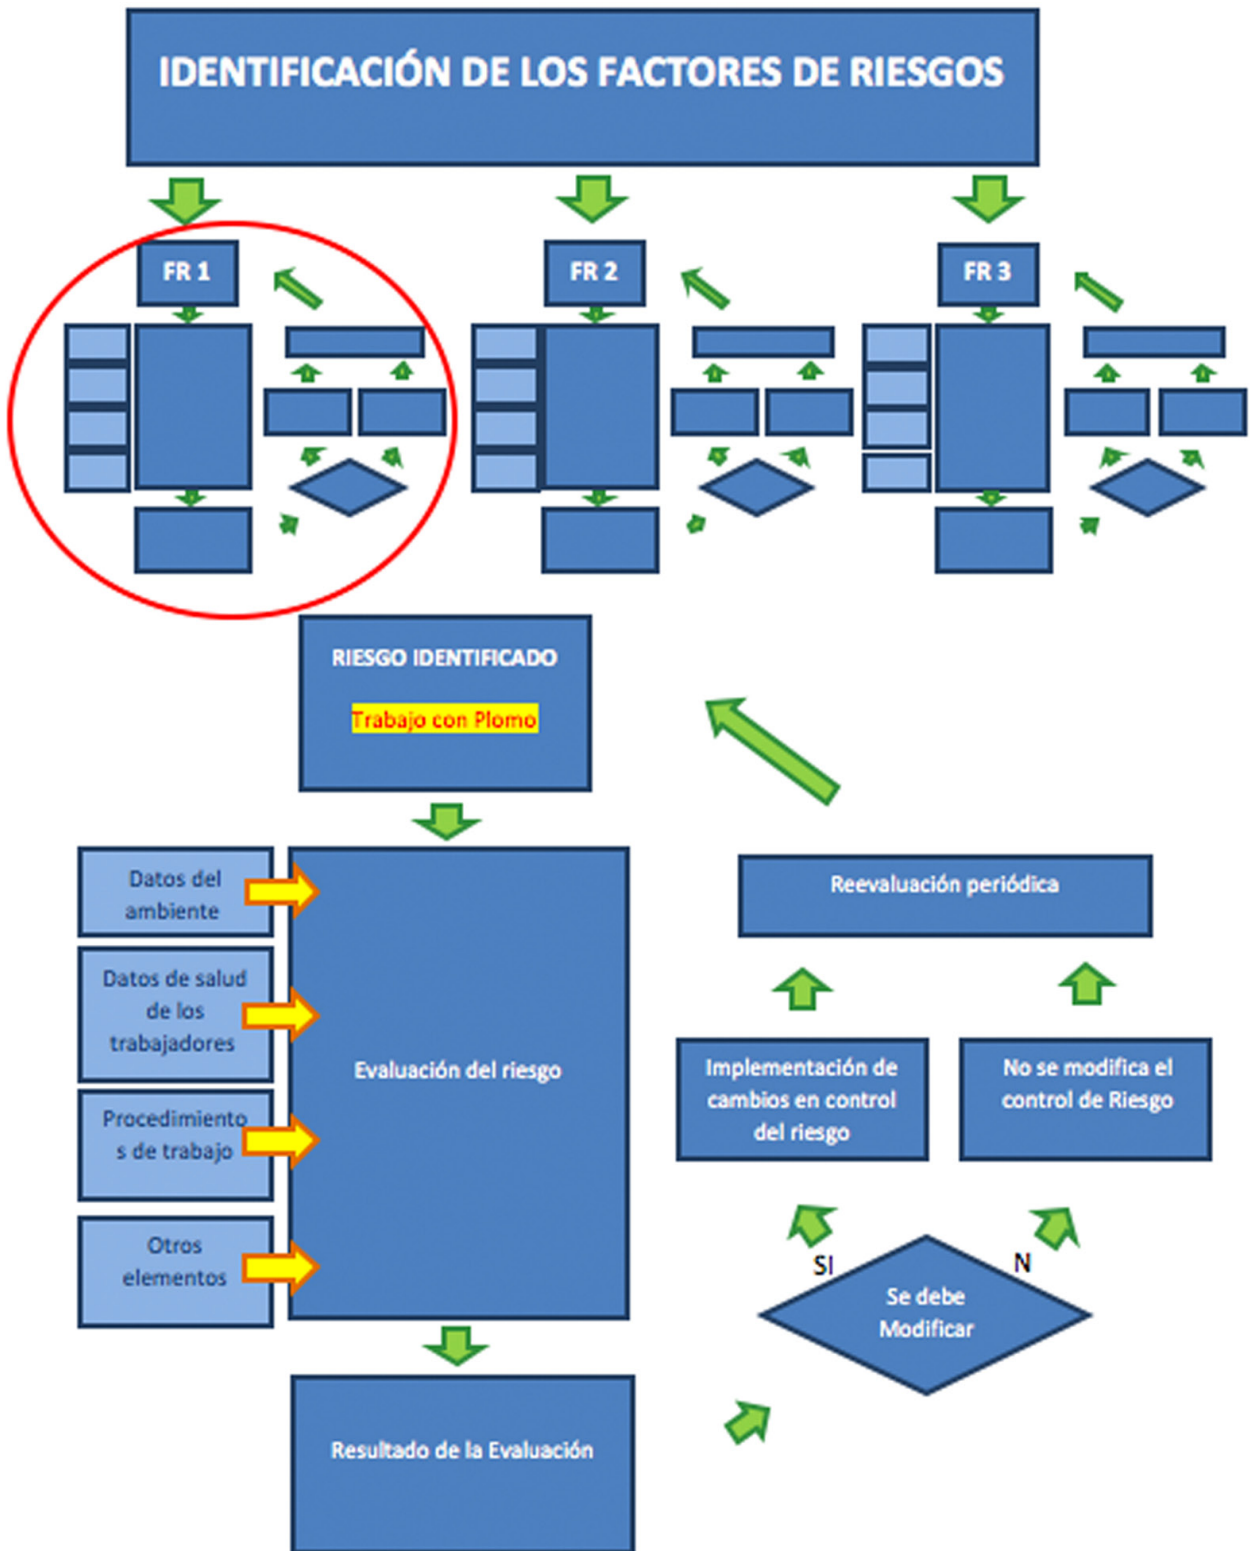 IDENTIFICACIÓN DE LOS FACTORES DE RIESGOS
FR 1
FR 2
FR 3
RIESGO IDENTIFICADO
Trabajo con Plomo
Datos del
ambiente
Datos de salud
de los
trabajadores
Procedimiento
s de trabajo
Otros
elementos
Evaluación del riesgo
Resultado de la Evaluación
Reevaluación periódica
Implementación de
cambios en control
del riesgo
No se modifica el
control de Riesgo
SI
N
Se debe
Modificar